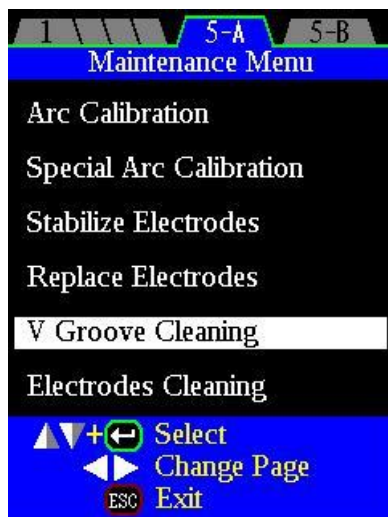 1 5-A 5-B
Maintenance Menu
Arc Calibration
Special Arc Calibration
Stabilize Electrodes
Replace Electrodes
V Groove Cleaning
Electrodes Cleaning
+ Select
Change Page
ESC Exit